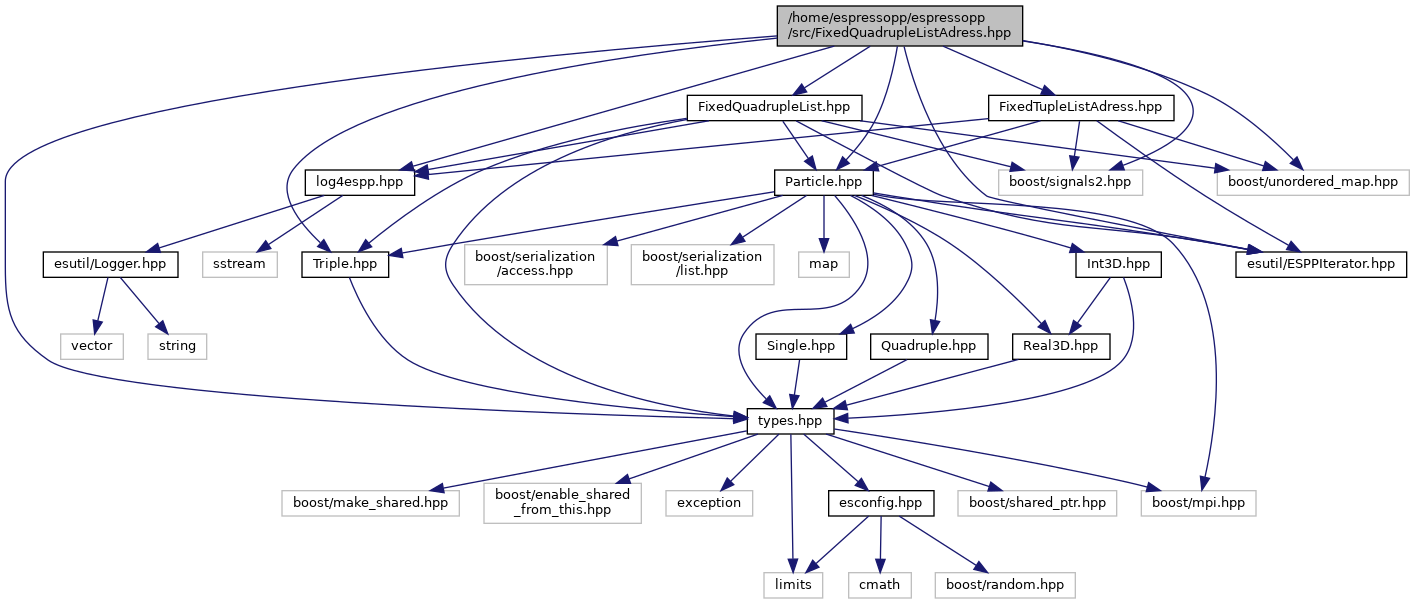 /home/espressopp/espressopp
/src/FixedQuadrupleListAdress.hpp
FixedQuadrupleList.hpp
FixedTupleListAdress.hpp
log4espp.hpp
Particle.hpp
boost/signals2.hpp
boost/unordered_map.hpp
esutil/Logger.hpp
sstream
Triple.hpp
boost/serialization
/access.hpp
boost/serialization
/list.hpp
map
Int3D.hpp
esutil/ESPPIterator.hpp
vector
string
Single.hpp
Quadruple.hpp
Real3D.hpp
types.hpp
boost/make_shared.hpp
boost/enable_shared
_from_this.hpp
exception
esconfig.hpp
boost/shared_ptr.hpp
boost/mpi.hpp
limits
cmath
boost/random.hpp